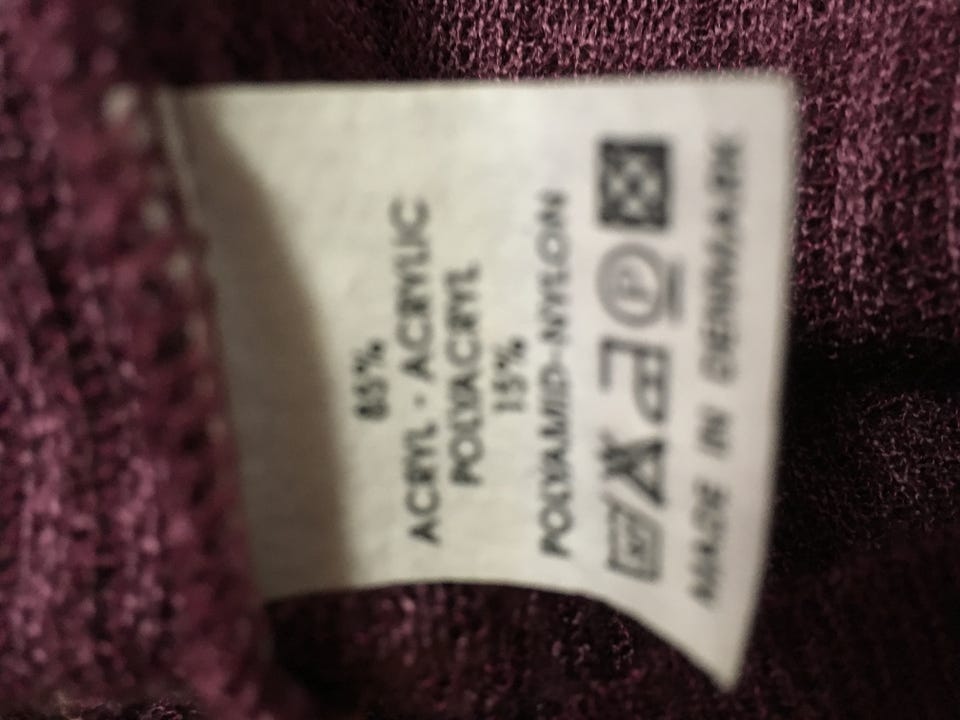 85%
ACRYL - ACRYLIC
POLYACRYL
15%
POLYAMID-NYLON
P
MADE IN DENMARK